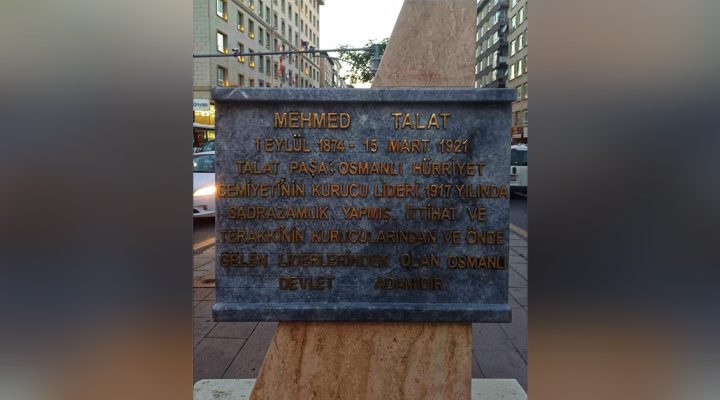 MEHMED TALAT
1 EYLÜL 1874 - 15 MART 1921
TALAT PAŞA: OSMANLI HÜRRİYET
CEMİYETİ'NİN KURUCU LİDERİ, 1917 YILINDA
SADRAZAMLIK YAPMIŞ, İTTİHAT VE
TERAKKİ'NİN KURUCULARINDAN VE ÖNDE
GELEN LİDERLERİNDEN OLAN OSMANLI
DEVLET ADAMIDIR.